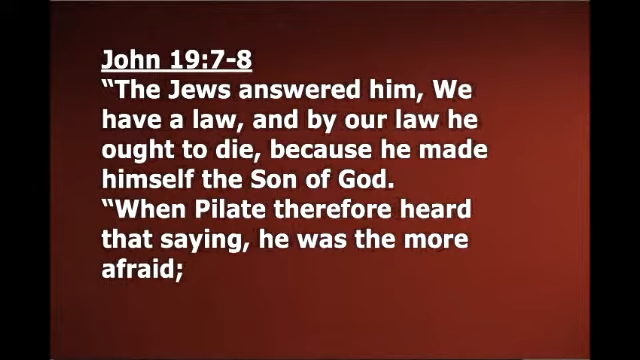 John 19:7-8
“The Jews answered him, We
have a law, and by our law he
ought to die, because he made
himself the Son of God.
“When Pilate therefore heard
that saying, he was the more
afraid;